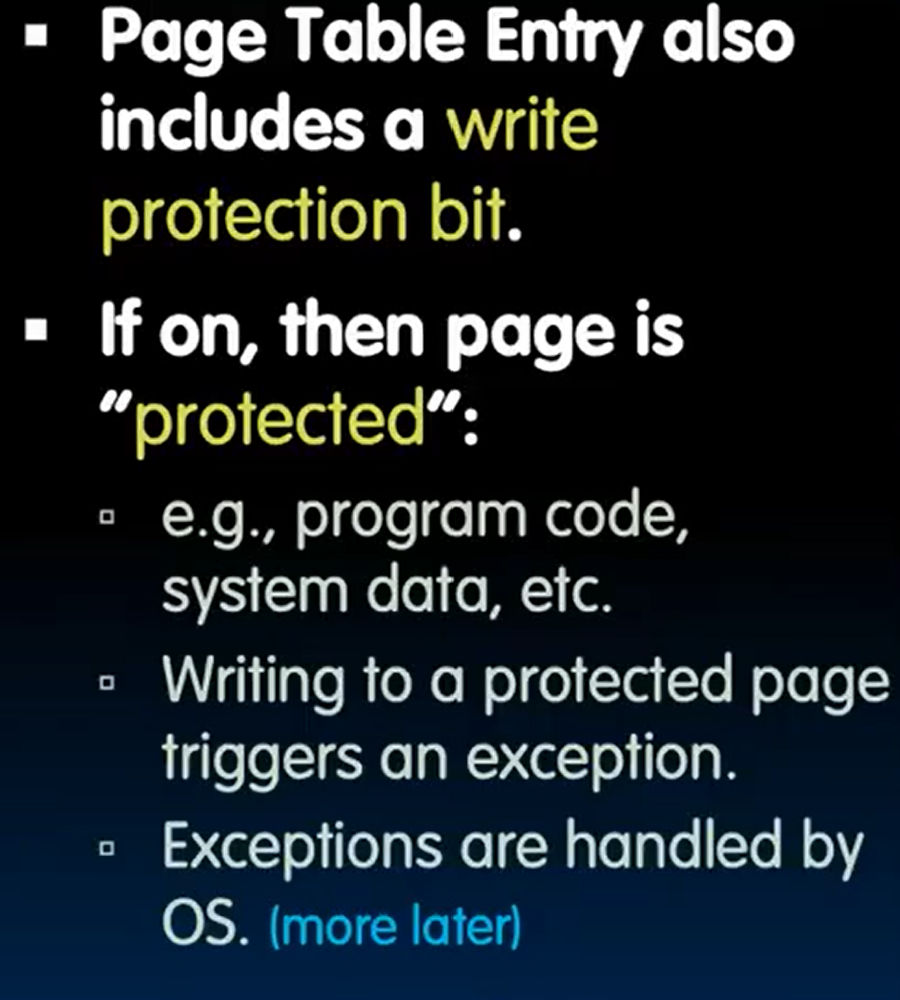 Page Table Entry also
includes a write
protection bit.
If on, then page is
“protected”:
e.g., program code,
system data, etc.
Writing to a protected page
triggers an exception.
Exceptions are handled by
OS. (more later)